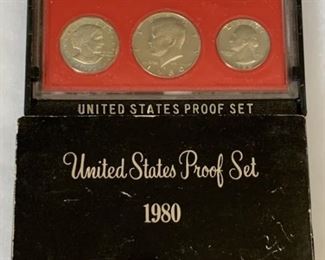 UNITED STATES PROOF SET
United States Proof Set
1980